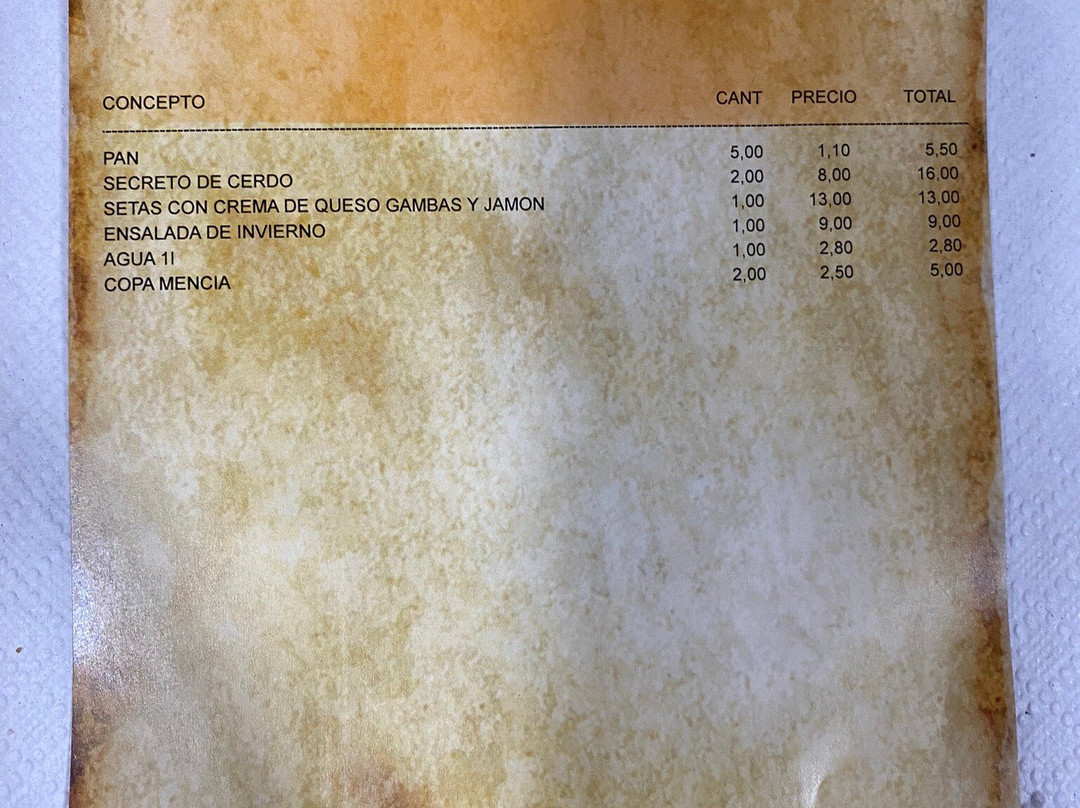 CONCEPTO CANT PRECIO TOTAL
PAN 5,00 1,10 5,50
SECRETO DE CERDO 2,00 8,00 16,00
SETAS CON CREMA DE QUESO GAMBAS Y JAMON 1,00 13,00 13,00
ENSALADA DE INVIERNO 1,00 9,00 9,00
AGUA 1l 1,00 2,80 2,80
COPA MENCIA 2,00 2,50 5,00